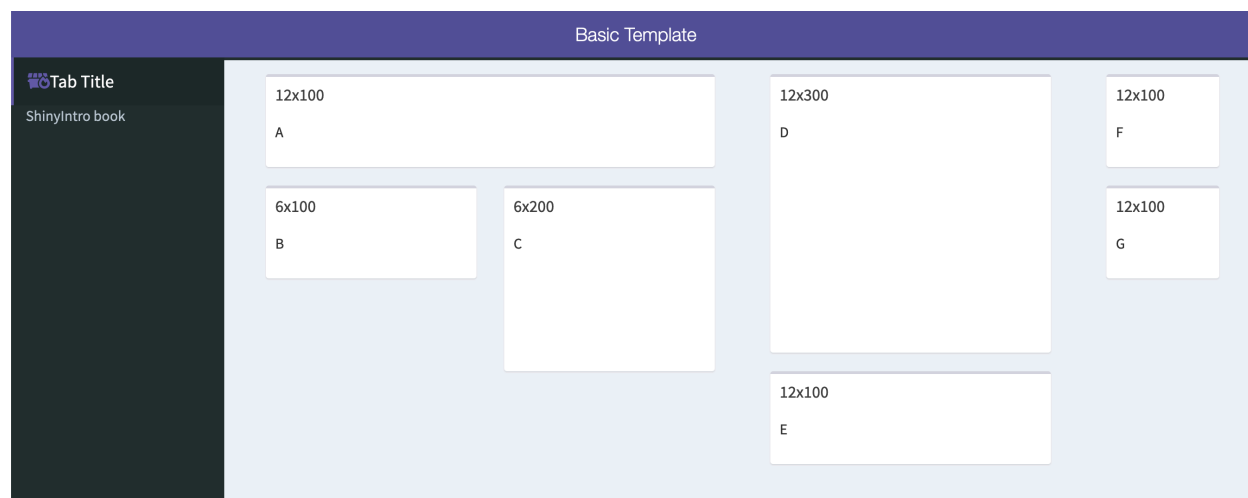 Basic Template
Tab Title
ShinyIntro book
12x100
A
6x100
B
6x200
C
12x300
D
12x100
E
12x100
F
12x100
G